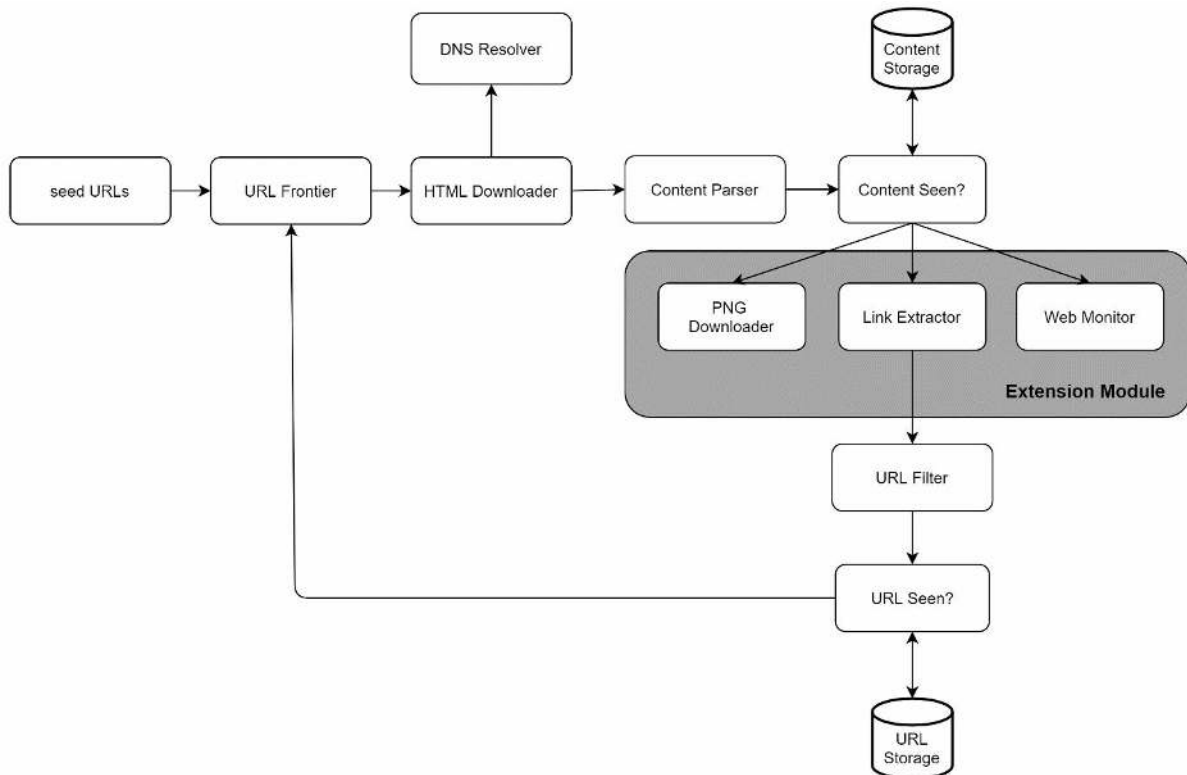 DNS Resolver
Content
Storage
seed URLs
URL Frontier
HTML Downloader
Content Parser
Content Seen?
PNG
Downloader
Link Extractor
Web Monitor
Extension Module
URL Filter
URL Seen?
URL
Storage